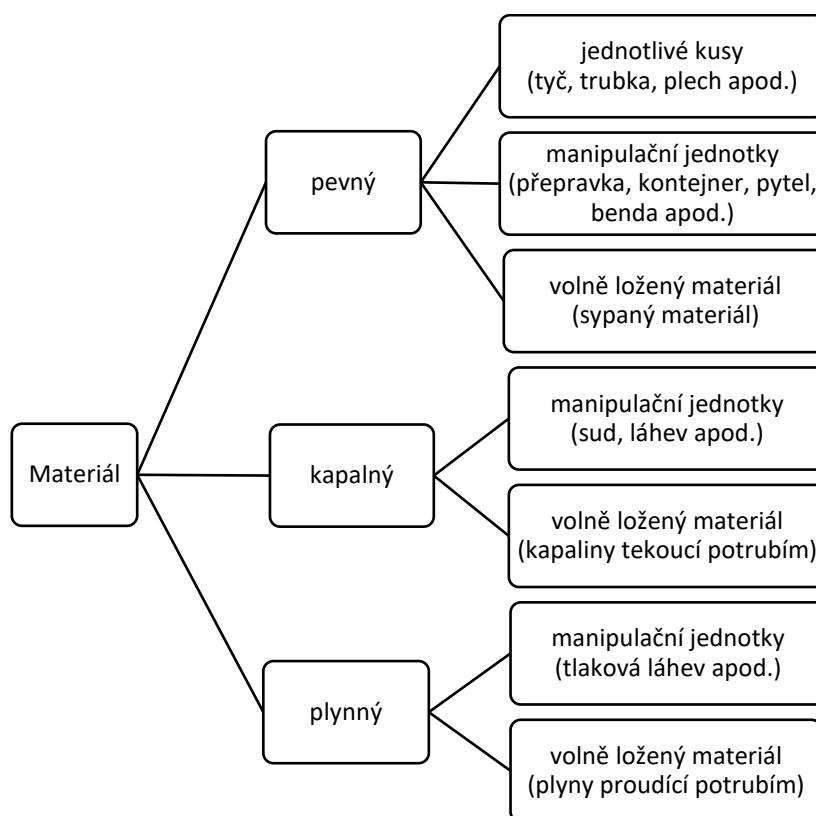 Materiál
pevný
jednotlivé kusy
(tyč, trubka, plech apod.)
manipulační jednotky
(přepravka, kontejner, pytel,
benda apod.)
volně ložený materiál
(sypaný materiál)
kapalný
manipulační jednotky
(sud, láhev apod.)
volně ložený materiál
(kapaliny tekoucí potrubím)
plynný
manipulační jednotky
(tlaková láhev apod.)
volně ložený materiál
(plyny proudící potrubím)